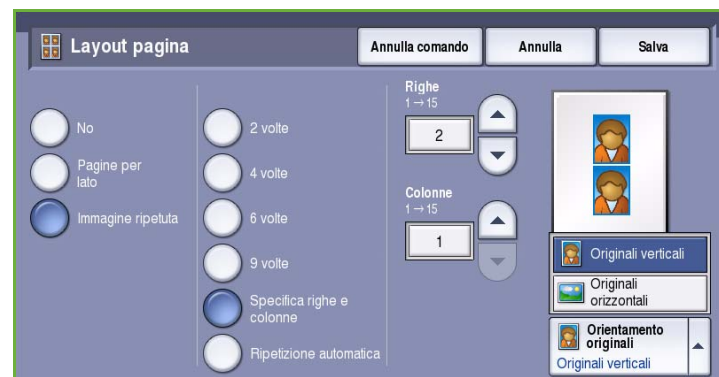 Layout pagina
Annulla comando
Annulla
Salva
No
Pagine per
lato
Immagine ripetuta
2 volte
4 volte
6 volte
9 volte
Specifica righe e
colonne
Ripetizione automatica
Righe
1→15
2
Colonne
1→15
1
Originali verticali
Originali
orizzontali
Orientamento
originali
Originali verticali